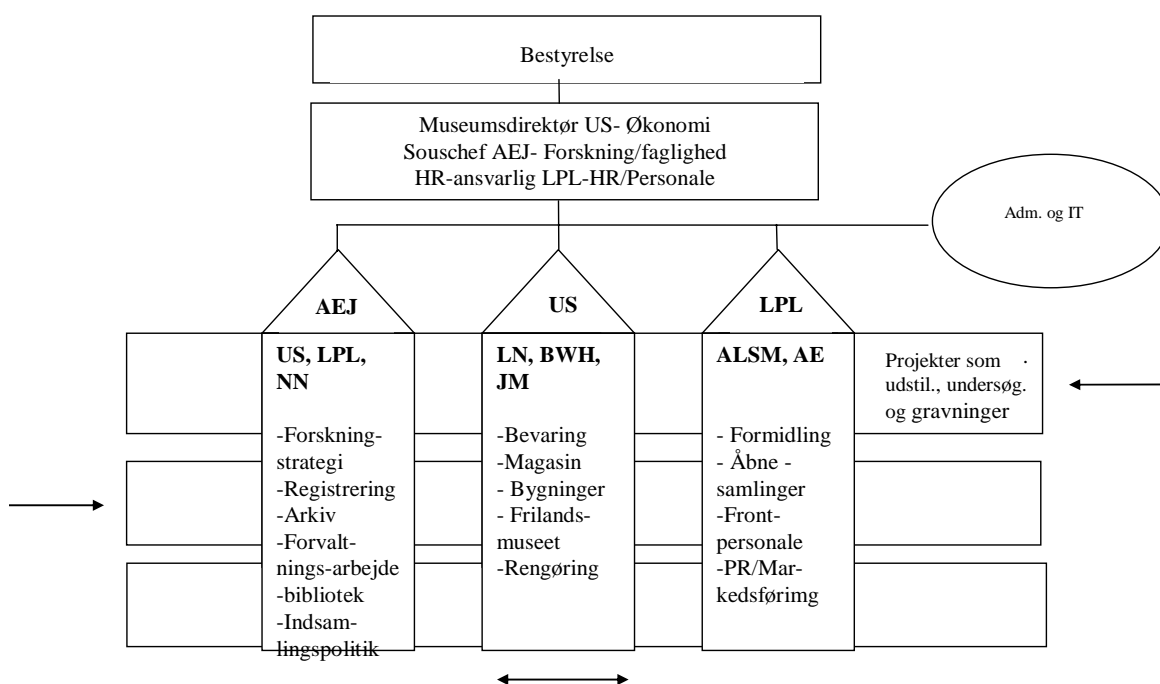 Bestyrelse
Museumsdirektør US- Økonomi
Souschef AEJ- Forskning/faglighed
HR-ansvarlig LPL-HR/Personale
Adm. og IT
AEJ
US, LPL,
NN
-Forskning-
strategi
-Registrering
-Arkiv
-Forvalt-
nings-arbejde
-bibliotek
-Indsam-
lingspolitik
US
LN, BWH,
JM
-Bevaring
-Magasin
- Bygninger
- Frilands-
museet
-Rengøring
LPL
ALSM, AE
- Formidling
- Åbne -
samlinger
-Front-
personale
-PR/Mar-
kedsførimg
Projekter som ·
udstil., undersøg.
og gravninger